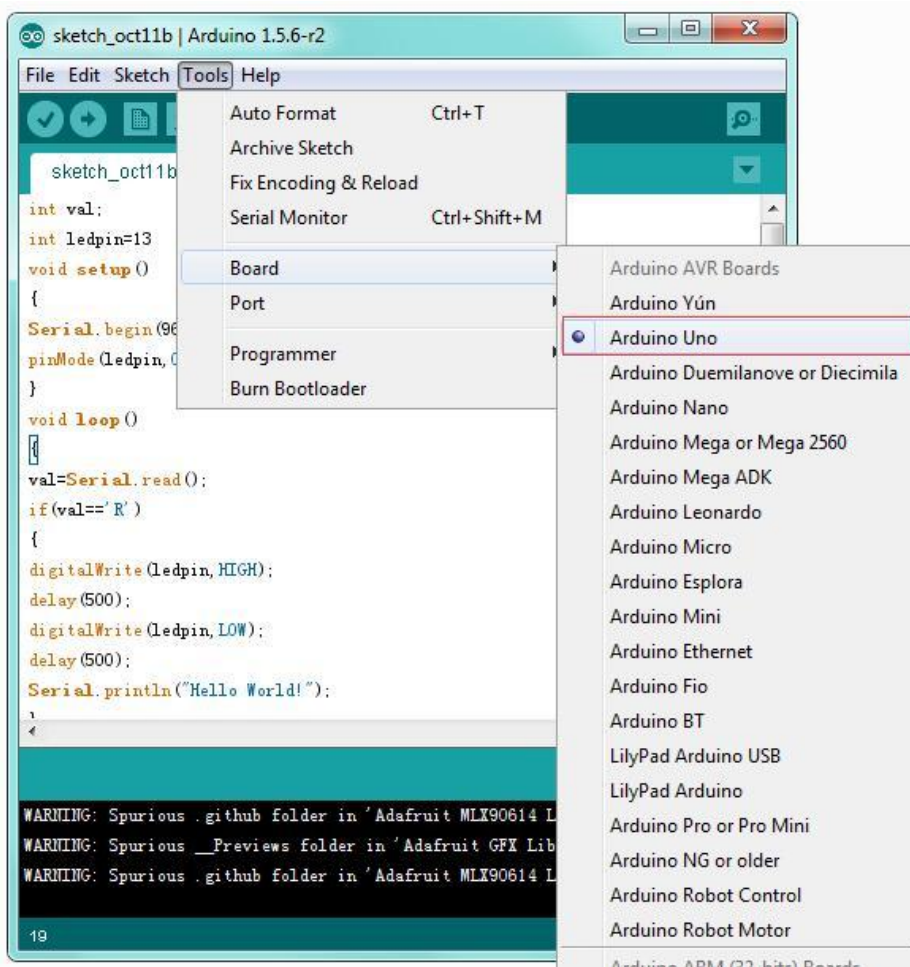 sketch_oct11b | Arduino 1.5.6-r2
File Edit Sketch Tools Help
Auto Format Ctrl+T
Archive Sketch
Fix Encoding & Reload
Serial Monitor Ctrl+Shift+M
Board
Port
Programmer
Burn Bootloader
sketch_oct11b
int val;
int ledpin=13
void setup()
{
Serial.begin(96
pinMode(ledpin,
}
void loop()
{
val=Serial.read();
if(val=='R')
{
digitalWrite(ledpin,HIGH);
delay(500);
digitalWrite(ledpin,LOW);
delay(500);
Serial.println("Hello World!");
Arduino AVR Boards
Arduino Yún
Arduino Uno
Arduino Duemilanove or Diecimila
Arduino Nano
Arduino Mega or Mega 2560
Arduino Mega ADK
Arduino Leonardo
Arduino Micro
Arduino Esplora
Arduino Mini
Arduino Ethernet
Arduino Fio
Arduino BT
LilyPad Arduino USB
LilyPad Arduino
Arduino Pro or Pro Mini
Arduino NG or older
Arduino Robot Control
Arduino Robot Motor
Arduino ARM (32-bits) Boards
WARNING: Spurious .github folder in 'Adafruit MLX90614 L
WARNING: Spurious __Previews folder in 'Adafruit GFX Lib
WARNING: Spurious .github folder in 'Adafruit MLX90614 L
19